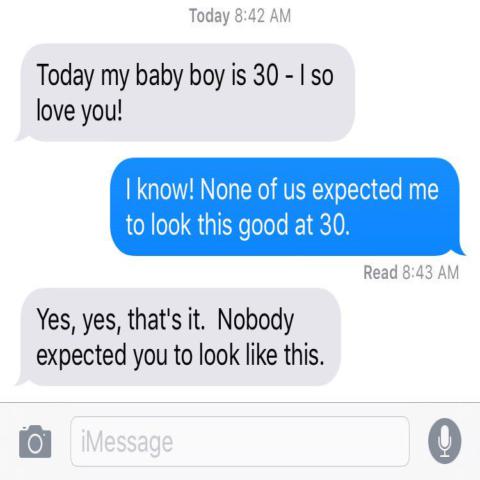 Today 8:42 AM
Today my baby boy is 30 - I so
love you!
I know! None of us expected me
to look this good at 30.
Read 8:43 AM
Yes, yes, that's it.  Nobody
expected you to look like this.
iMessage